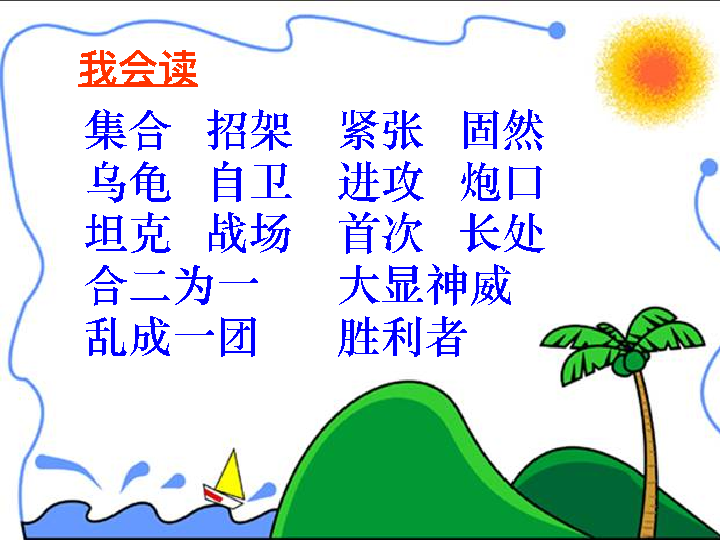 我会读
集合 招架 紧张 固然
乌龟 自卫 进攻 炮口
坦克 战场 首次 长处
合二为一 大显神威
乱成一团 胜利者